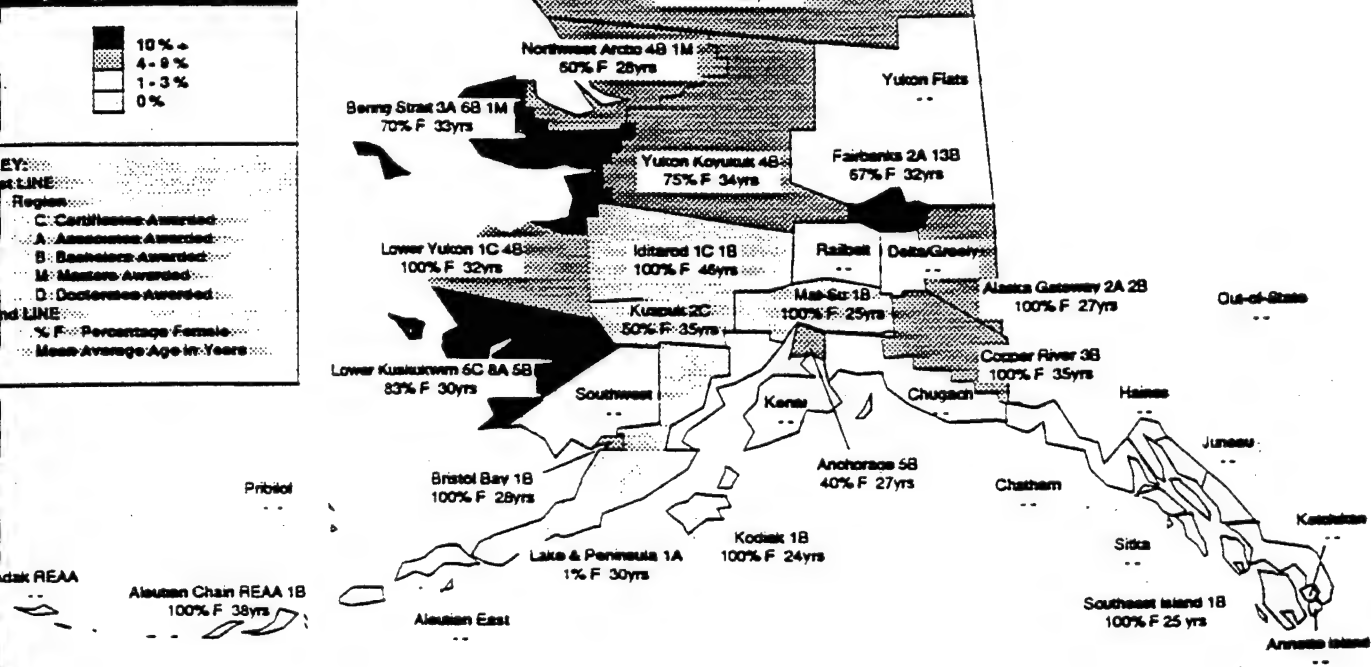 10% +
4 - 9 %
1 - 3 %
0%
EY:
st LINE
Region
C: Certificates Awarded
A: Associates Awarded
B: Bachelors Awarded
M: Masters Awarded
D: Doctorates Awarded
nd LINE
% F: Percentage Female
Mean Average Age in Years
Northwest Arctic 4B 1M
50% F 28yrs
Yukon Flats
- -
Bering Strait 3A 6B 1M
70% F 33yrs
Yukon Koyukuk 4B
75% F 34yrs
Fairbanks 2A 13B
67% F 32yrs
Lower Yukon 1C 4B
100% F 32yrs
Iditarod 1C 1B
100% F 46yrs
Railbelt
- -
Delta/Greely
- -
Alaska Gateway 2A 2B
100% F 27yrs
Out-of-State
- -
Kuspuk 2C
50% F 35yrs
Mat-Su 1B
100% F 25yrs
Copper River 3B
100% F 35yrs
Lower Kuskokwim 5C 8A 5B
83% F 30yrs
Southwest
- -
Kenai
- -
Chugach
- -
Haines
- -
Juneau
- -
Bristol Bay 1B
100% F 28yrs
Anchorage 5B
40% F 27yrs
Chatham
- -
Pribilof
- -
Ketchikan
- -
Kodiak 1B
100% F 24yrs
Sitka
- -
Lake & Peninsula 1A
1% F 30yrs
dak REAA
- -
Aleutian Chain REAA 1B
100% F 38yrs
Aleutian East
- -
Southeast Island 1B
100% F 25 yrs
Annette Island
- -